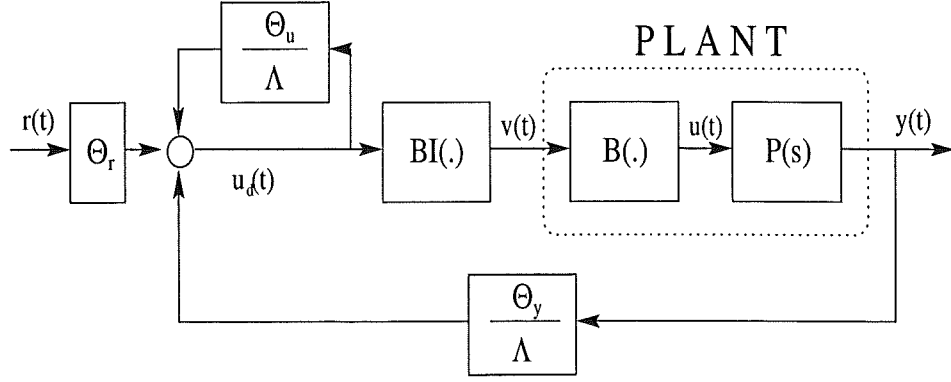 Θu
Λ
PLANT
r(t)
Θr
ud(t)
BI(.)
v(t)
B(.)
u(t)
P(s)
y(t)
Θy
Λ